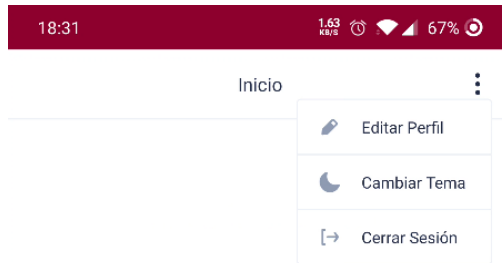 18:31 1.63 KB/S 67%
Inicio
Editar Perfil
Cambiar Tema
Cerrar Sesión